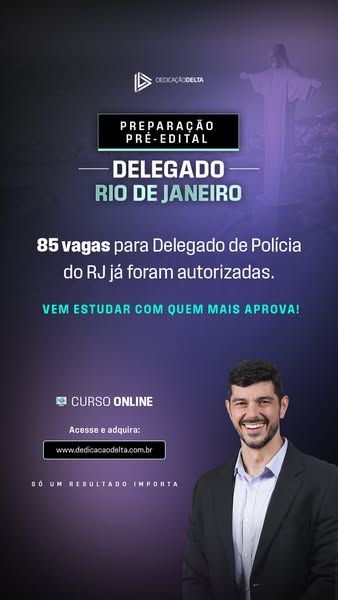 DEDICAÇÃODELTA
PREPARAÇÃO
PRÉ-EDITAL
DELEGADO
RIO DE JANEIRO
85 vagas para Delegado de Polícia
do RJ já foram autorizadas.
VEM ESTUDAR COM QUEM MAIS APROVA!
CURSO ONLINE
Acesse e adquira:
www.dedicacaodelta.com.br
SÓ UM RESULTADO IMPORTA